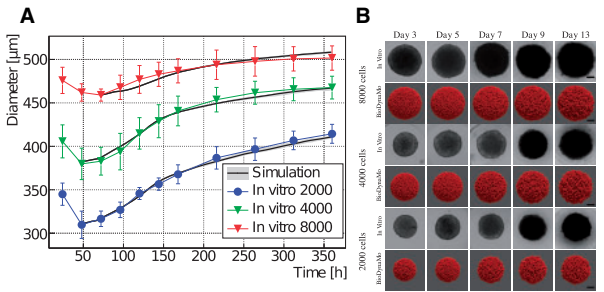 A
Diameter [µm]
500
450
400
350
300
0
50
100
150
200
250
300
350
Time [h]
Simulation
In vitro 2000
In vitro 4000
In vitro 8000
B
Day 3 Day 5 Day 7 Day 9 Day 13
8000 cells
In Vitro
BioDynaMo
4000 cells
In Vitro
BioDynaMo
2000 cells
In Vitro
BioDynaMo